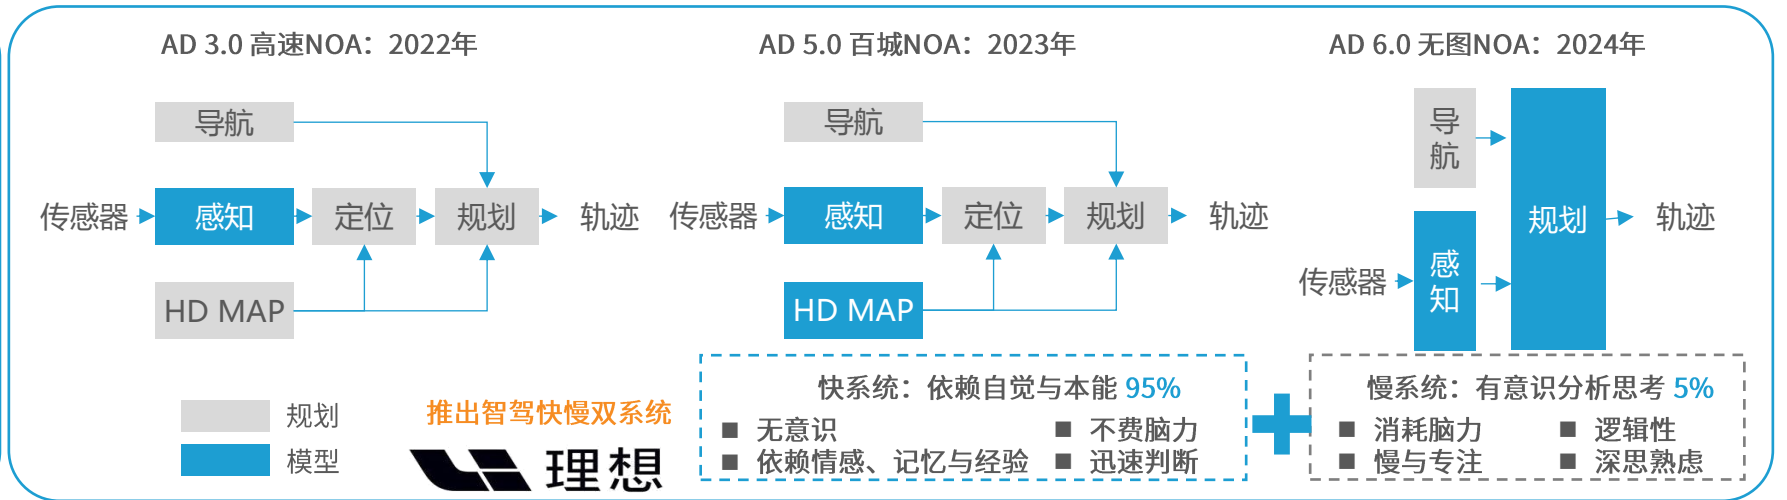 AD 3.0 高速NOA：2022年
导航
传感器
感知
定位
规划
轨迹
HD MAP
AD 5.0 百城NOA：2023年
导航
传感器
感知
定位
规划
轨迹
HD MAP
AD 6.0 无图NOA：2024年
导航
传感器
感知
规划
轨迹
规划
模型
推出智驾快慢双系统
理想
快系统：依赖自觉与本能 95%
■ 无意识
■ 不费脑力
■ 依赖情感、记忆与经验
■ 迅速判断
慢系统：有意识分析思考 5%
■ 消耗脑力
■ 逻辑性
■ 慢与专注
■ 深思熟虑